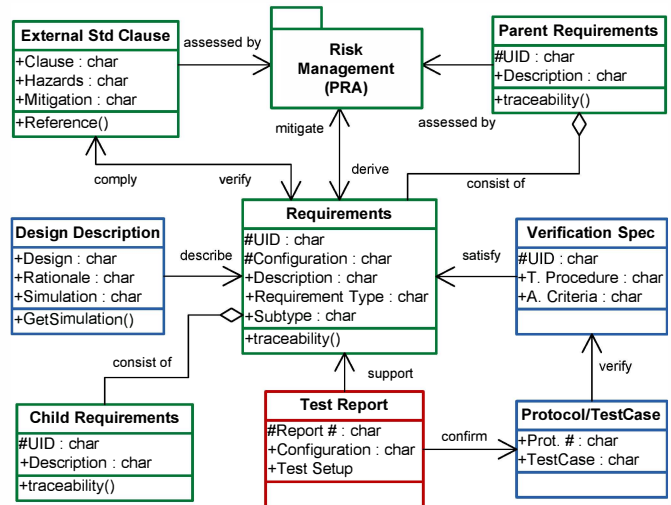 External Std Clause
+Clause : char
+Hazards : char
+Mitigation : char
+Reference()
assessed by
Risk
Management
(PRA)
Parent Requirements
#UID : char
+Description : char
+traceability()
assessed by
mitigate
derive
consist of
comply
verify
Requirements
#UID : char
#Configuration : char
+Description : char
+Requirement Type : char
+Subtype : char
+traceability()
Design Description
+Design : char
+Rationale : char
+Simulation : char
+GetSimulation()
describe
satisfy
Verification Spec
#UID : char
+T. Procedure : char
+A. Criteria : char
consist of
support
verify
Child Requirements
#UID : char
+Description : char
+traceability()
Test Report
#Report # : char
+Configuration : char
+Test Setup
confirm
Protocol/TestCase
+Prot. # : char
+TestCase : char